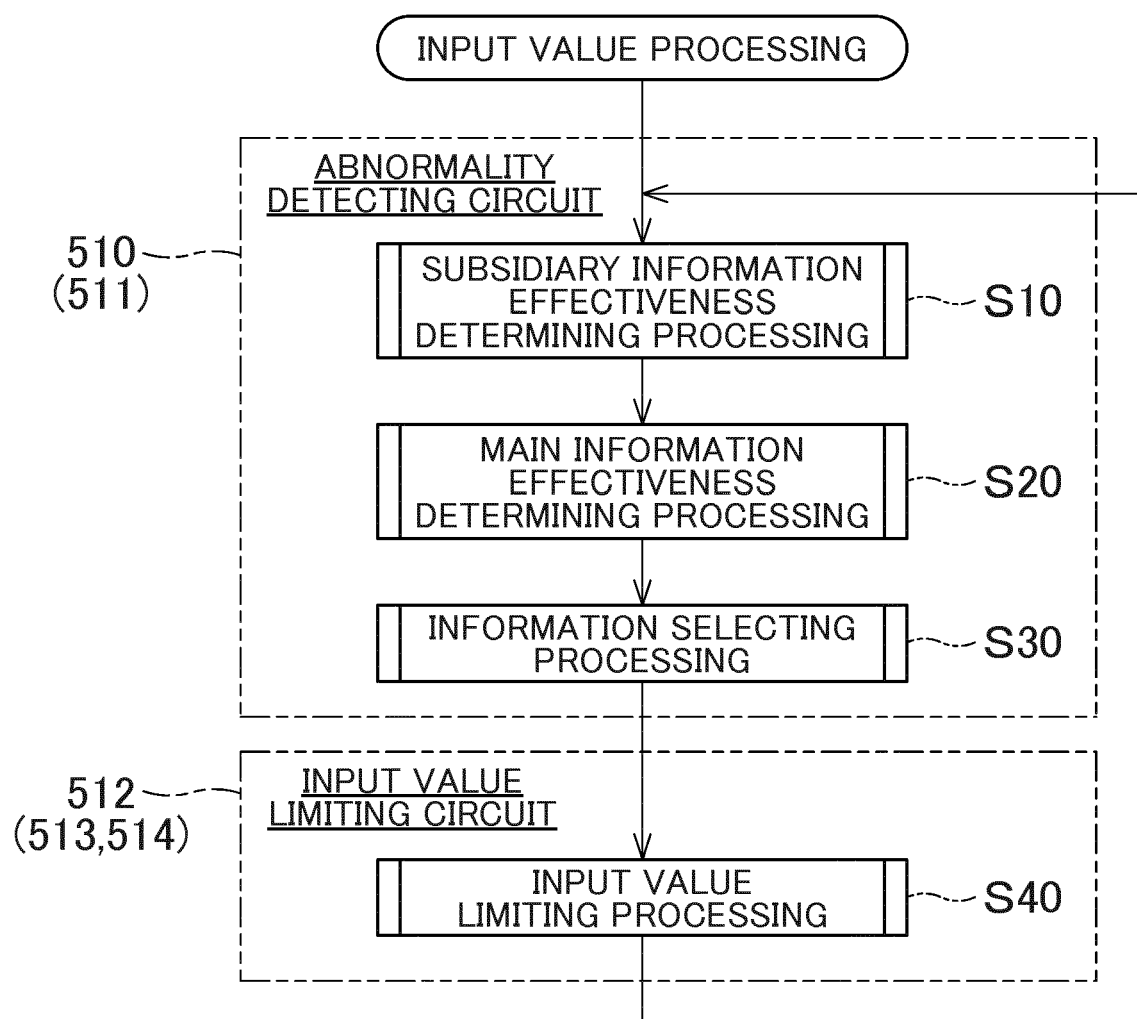 INPUT VALUE PROCESSING
ABNORMALITY
DETECTING CIRCUIT
510
(511)
SUBSIDIARY INFORMATION
EFFECTIVENESS
DETERMINING PROCESSING
S10
MAIN INFORMATION
EFFECTIVENESS
DETERMINING PROCESSING
S20
INFORMATION SELECTING
PROCESSING
S30
512
(513,514)
INPUT VALUE
LIMITING CIRCUIT
INPUT VALUE
LIMITING PROCESSING
S40